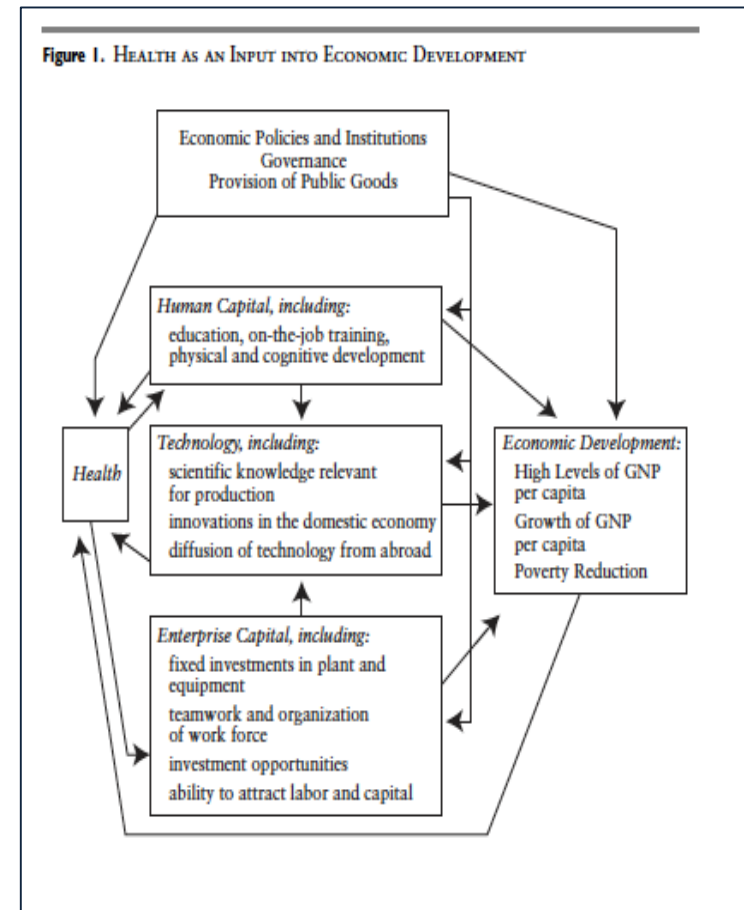 Figure 1. HEALTH AS AN INPUT INTO ECONOMIC DEVELOPMENT
Economic Policies and Institutions
Governance
Provision of Public Goods
Human Capital, including:
education, on-the-job training,
physical and cognitive development
Health
Technology, including:
scientific knowledge relevant
for production
innovations in the domestic economy
diffusion of technology from abroad
Economic Development:
High Levels of GNP
per capita
Growth of GNP
per capita
Poverty Reduction
Enterprise Capital, including:
fixed investments in plant and
equipment
teamwork and organization
of work force
investment opportunities
ability to attract labor and capital